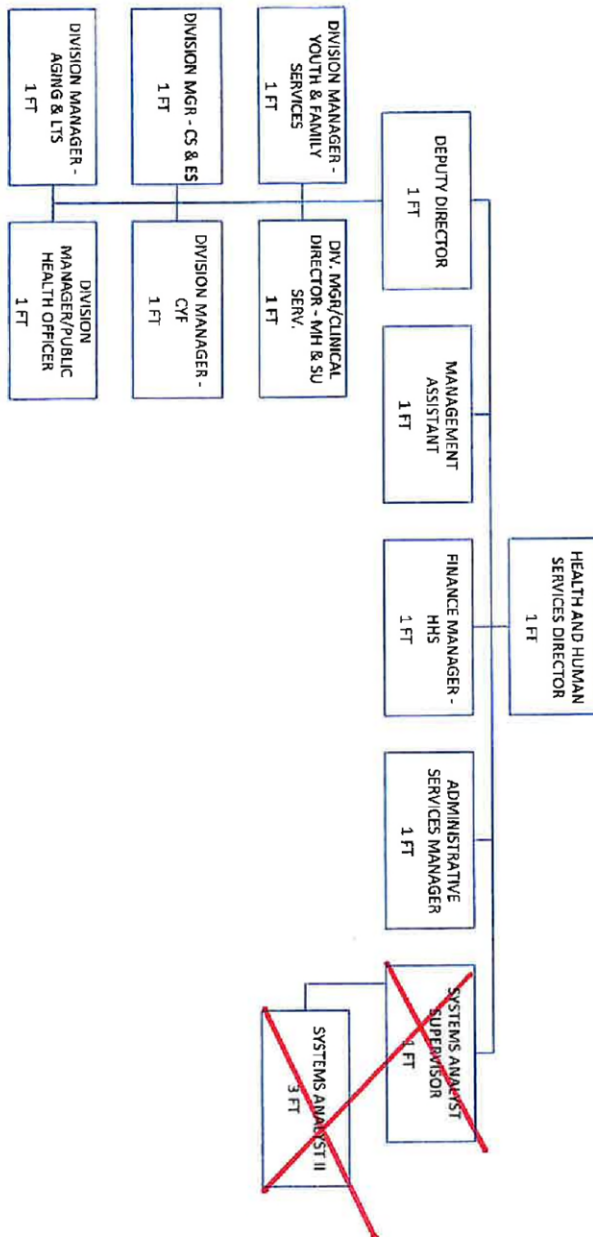 HEALTH AND HUMAN
SERVICES DIRECTOR
1 FT
DEPUTY DIRECTOR
1 FT
MANAGEMENT
ASSISTANT
1 FT
FINANCE MANAGER -
HHS
1 FT
ADMINISTRATIVE
SERVICES MANAGER
1 FT
SYSTEMS ANALYST
SUPERVISOR
1 FT
SYSTEMS ANALYST II
3 FT
DIVISION MANAGER -
YOUTH & FAMILY
SERVICES
1 FT
DIV. MGR/CLINICAL
DIRECTOR - MH & SU
SERV.
1 FT
DIVISION MGR - CS & ES
1 FT
DIVISION MANAGER -
CYF
1 FT
DIVISION MANAGER -
AGING & LTS
1 FT
DIVISION
MANAGER/PUBLIC
HEALTH OFFICER
1 FT